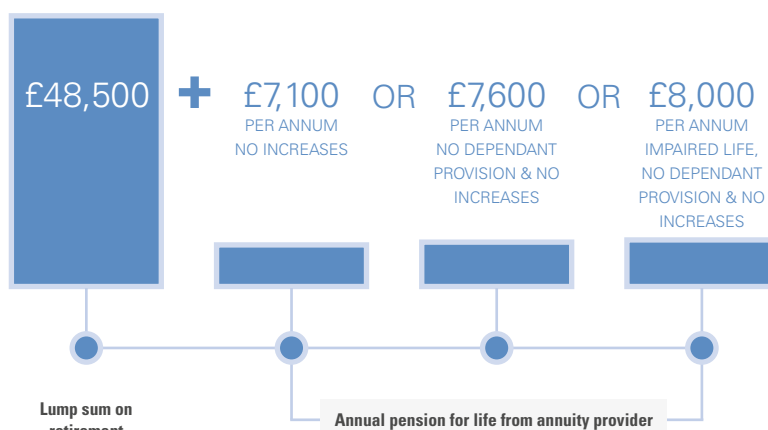 £48,500 + £7,100 OR £7,600 OR £8,000
PER ANNUM
NO INCREASES
PER ANNUM
NO DEPENDANT
PROVISION & NO
INCREASES
PER ANNUM
IMPAIRED LIFE,
NO DEPENDANT
PROVISION & NO
INCREASES
Lump sum on
retirement
Annual pension for life from annuity provider